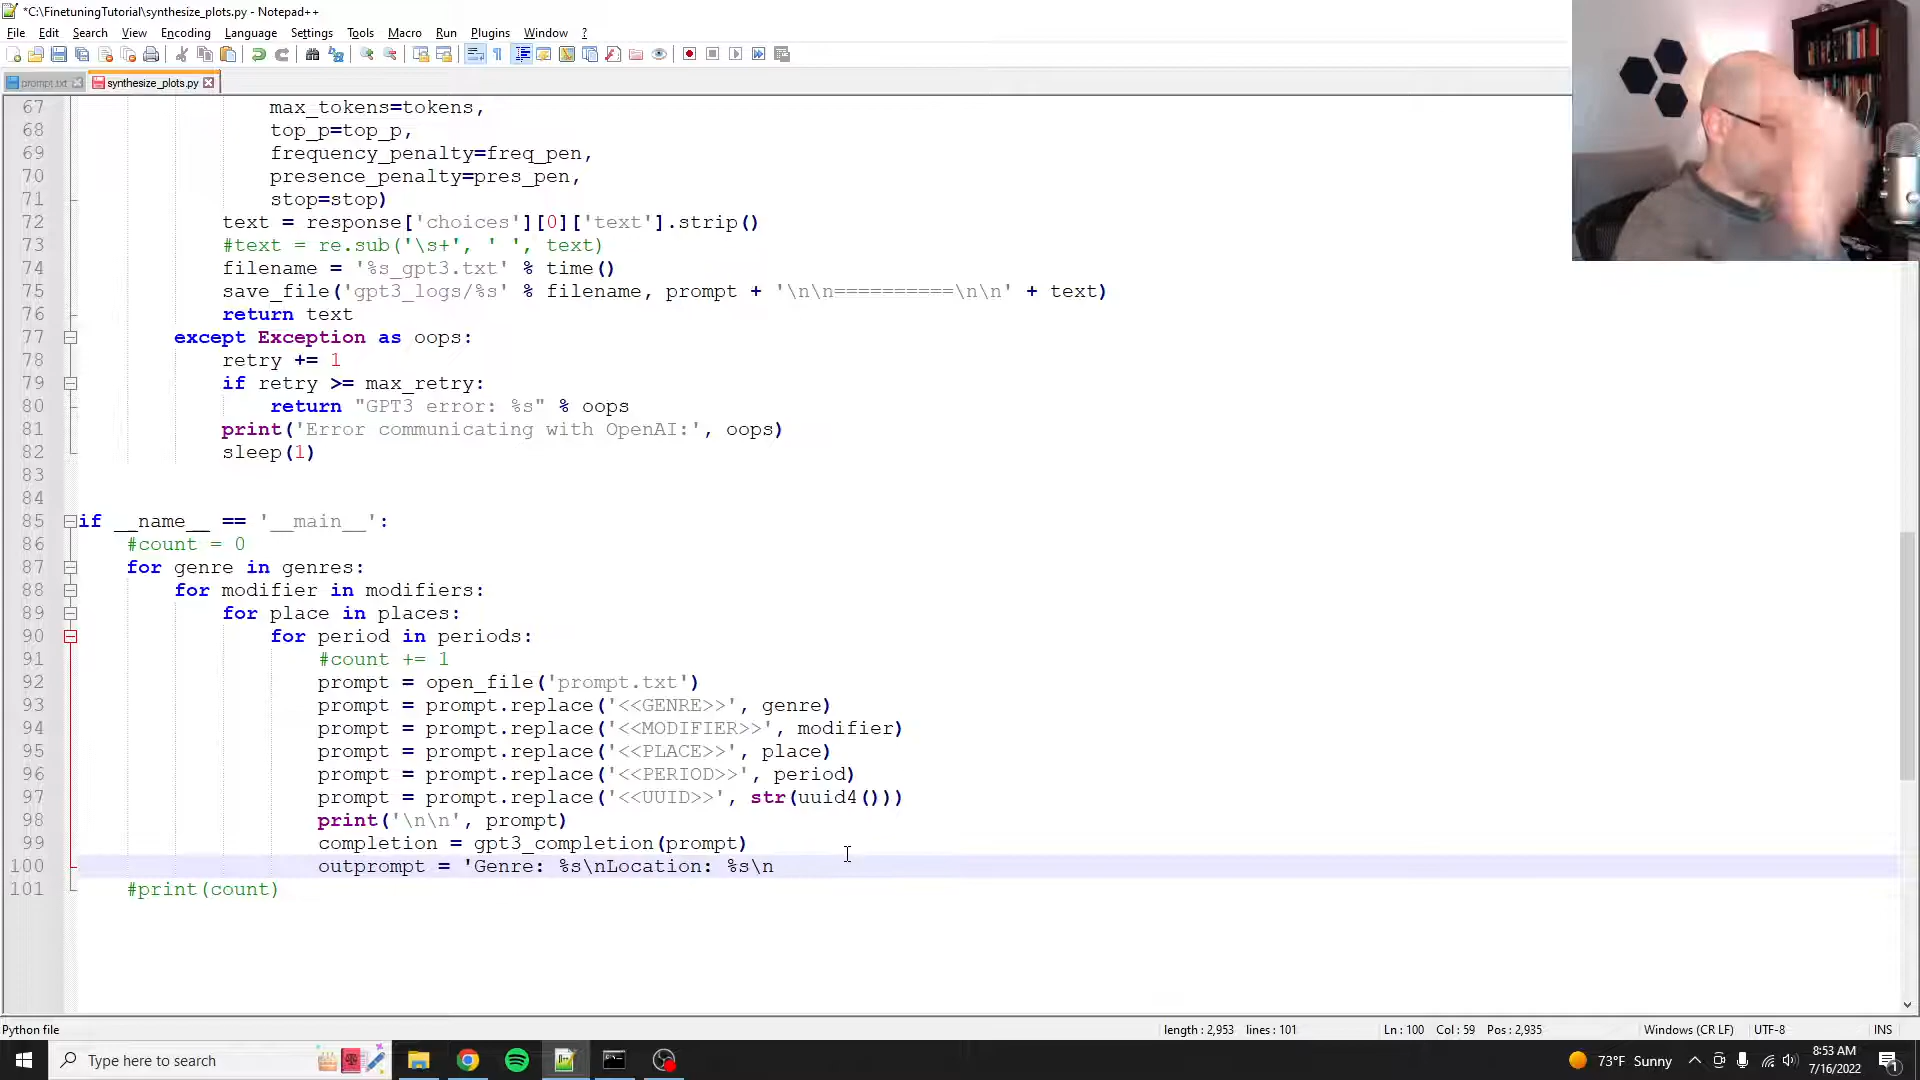 *C:\FinetuningTutorial\synthesize_plots.py - Notepad++
File Edit Search View Encoding Language Settings Tools Macro Run Plugins Window ?
prompt.txt synthesize_plots.py
67 max_tokens=tokens,
68 top_p=top_p,
69 frequency_penalty=freq_pen,
70 presence_penalty=pres_pen,
71 stop=stop)
72 text = response['choices'][0]['text'].strip()
73 #text = re.sub('\s+', ' ', text)
74 filename = '%s_gpt3.txt' % time()
75 save_file('gpt3_logs/%s' % filename, prompt + '\n\n==========\n\n' + text)
76 return text
77 except Exception as oops:
78 retry += 1
79 if retry >= max_retry:
80 return "GPT3 error: %s" % oops
81 print('Error communicating with OpenAI:', oops)
82 sleep(1)
83
84
85 if __name__ == '__main__':
86 #count = 0
87 for genre in genres:
88 for modifier in modifiers:
89 for place in places:
90 for period in periods:
91 #count += 1
92 prompt = open_file('prompt.txt')
93 prompt = prompt.replace('<<GENRE>>', genre)
94 prompt = prompt.replace('<<MODIFIER>>', modifier)
95 prompt = prompt.replace('<<PLACE>>', place)
96 prompt = prompt.replace('<<PERIOD>>', period)
97 prompt = prompt.replace('<<UUID>>', str(uuid4()))
98 print('\n\n', prompt)
99 completion = gpt3_completion(prompt)
100 outprompt = 'Genre: %s\nLocation: %s\n
101 #print(count)
Python file length : 2,953 lines : 101 Ln : 100 Col : 59 Pos : 2,935 Windows (CR LF) UTF-8 INS
Type here to search 73°F Sunny 8:53 AM
7/16/2022
1